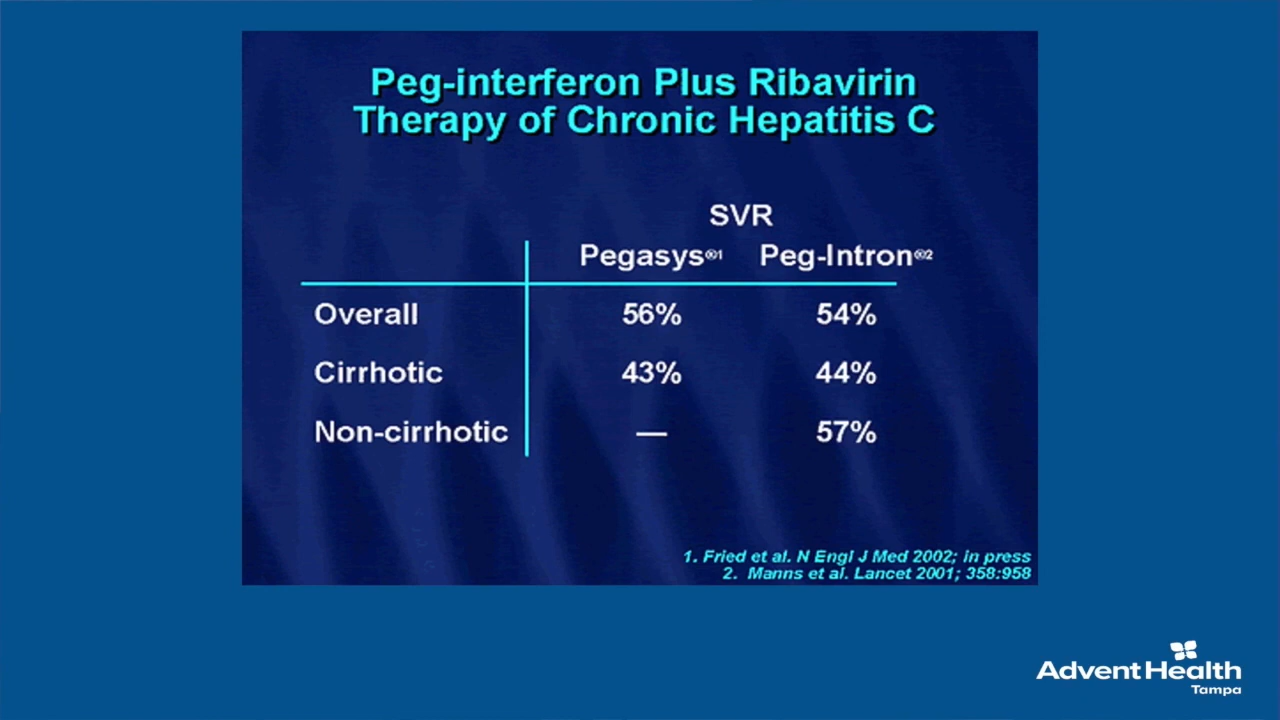 Peg-interferon Plus Ribavirin
Therapy of Chronic Hepatitis C
SVR
Pegasys®1 Peg-Intron®2
Overall 56% 54%
Cirrhotic 43% 44%
Non-cirrhotic — 57%
1. Fried et al. N Engl J Med 2002; in press
2. Manns et al. Lancet 2001; 358:958
AdventHealth
Tampa